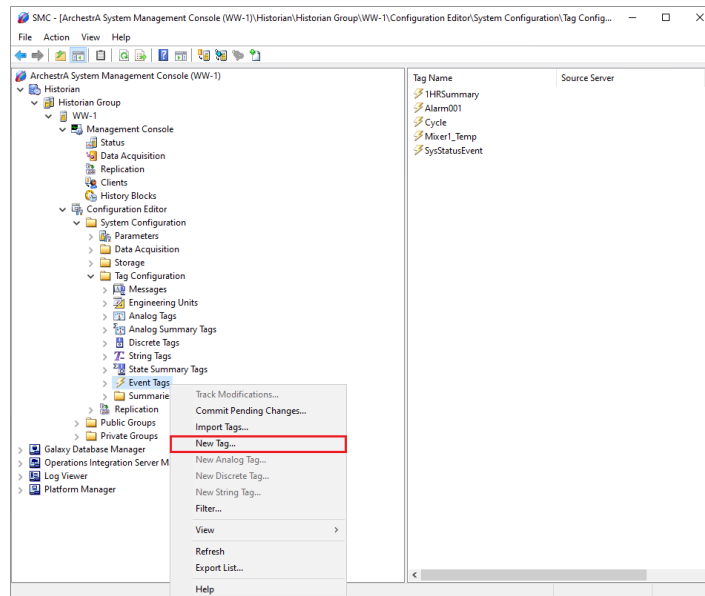 SMC - [ArchestrA System Management Console (WW-1)\Historian\Historian Group\WW-1\Configuration Editor\System Configuration\Tag Config...
File Action View Help
ArchestrA System Management Console (WW-1)
Historian
Historian Group
WW-1
Management Console
Status
Data Acquisition
Replication
Clients
History Blocks
Configuration Editor
System Configuration
Parameters
Data Acquisition
Storage
Tag Configuration
Messages
Engineering Units
Analog Tags
Analog Summary Tags
Discrete Tags
String Tags
State Summary Tags
Event Tags
Summarie
Replication
Public Groups
Private Groups
Galaxy Database Manager
Operations Integration Server M
Log Viewer
Platform Manager
Track Modifications...
Commit Pending Changes...
Import Tags...
New Tag...
New Analog Tag...
New Discrete Tag...
New String Tag...
Filter...
View
Refresh
Export List...
Help
Tag Name Source Server
1HRSummary
Alarm001
Cycle
Mixer1_Temp
SysStatusEvent